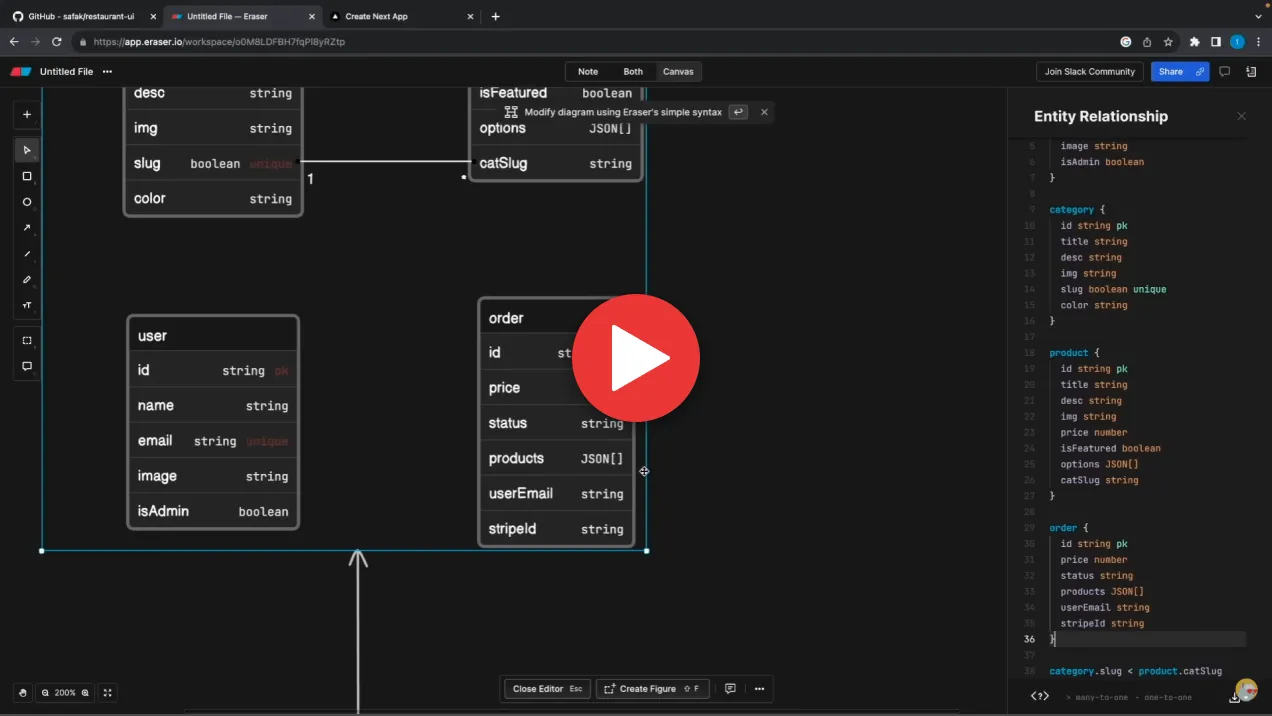 GitHub - safak/restaurant-ui
Untitled File — Eraser
Create Next App
https://app.eraser.io/workspace/o0M8LDFBH7fqPl8yRZtp
Untitled File
Note Both Canvas
Join Slack Community
Share
desc string
img string
slug boolean unique
color string
1
*
isFeatured boolean
Modify diagram using Eraser's simple syntax
options JSON[]
catSlug string
user
id string pk
name string
email string unique
image string
isAdmin boolean
order
id st
price
status string
products JSON[]
userEmail string
stripeId string
Entity Relationship
5 image string
6 isAdmin boolean
7 }
8
9 category {
10 id string pk
11 title string
12 desc string
13 img string
14 slug boolean unique
15 color string
16 }
17
18 product {
19 id string pk
20 title string
21 desc string
22 img string
23 price number
24 isFeatured boolean
25 options JSON[]
26 catSlug string
27 }
28
29 order {
30 id string pk
31 price number
32 status string
33 products JSON[]
34 userEmail string
35 stripeId string
36 }
37
38 category.slug < product.catSlug
200%
Close Editor Esc
Create Figure ⇧ F
<?> > many-to-one - one-to-one